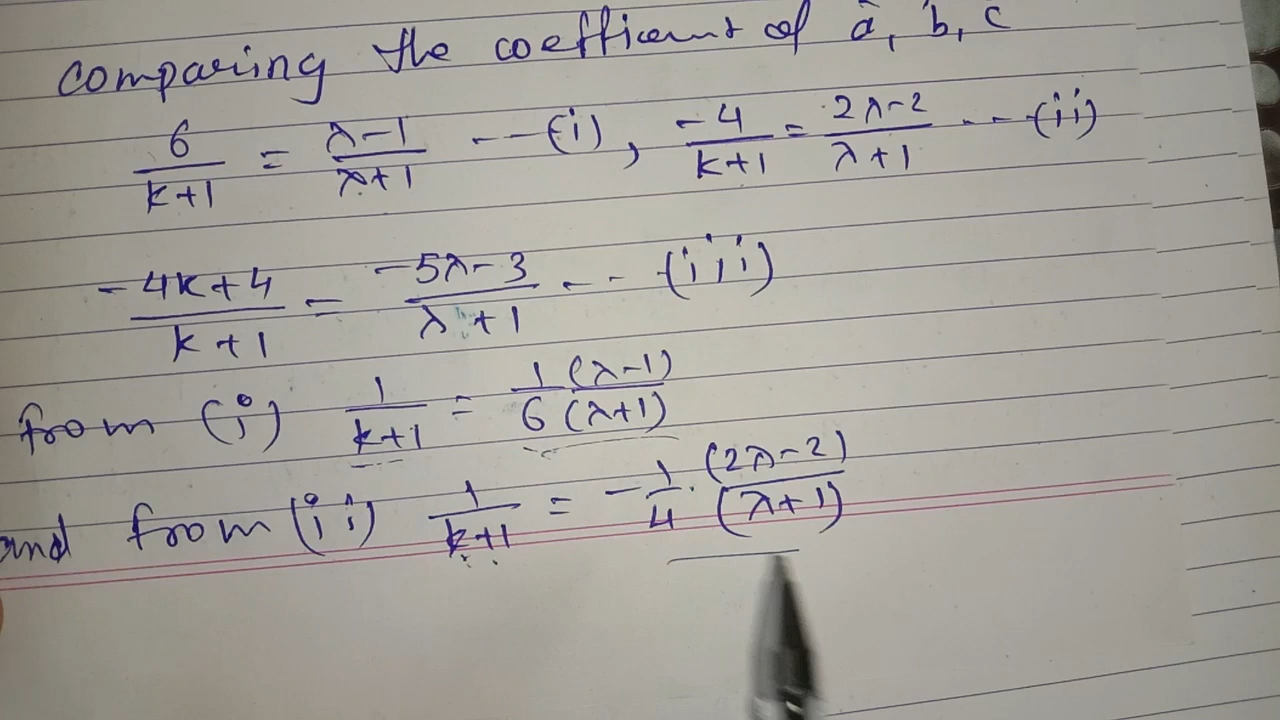 comparing the coefficient of a, b, c
6/(k+1) = (λ-1)/(λ+1) ---(i), -4/(k+1) = (2λ-2)/(λ+1) ---(ii)
(-4k+4)/(k+1) = (-5λ-3)/(λ+1) --- (iii)
from (i) 1/(k+1) = 1/6 (λ-1)/(λ+1)
and from (ii) 1/(k+1) = -1/4 . (2λ-2)/(λ+1)